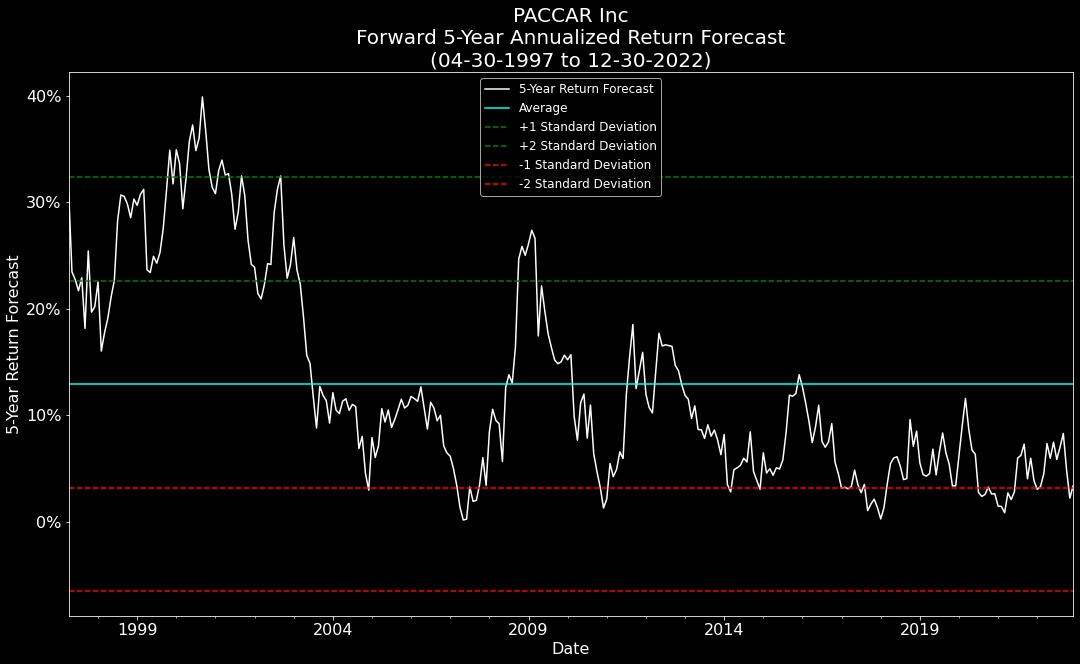 PACCAR Inc
Forward 5-Year Annualized Return Forecast
(04-30-1997 to 12-30-2022)
5-Year Return Forecast
Average
+1 Standard Deviation
+2 Standard Deviation
-1 Standard Deviation
-2 Standard Deviation
5-Year Return Forecast
40%
30%
20%
10%
0%
1999
2004
2009
2014
2019
Date